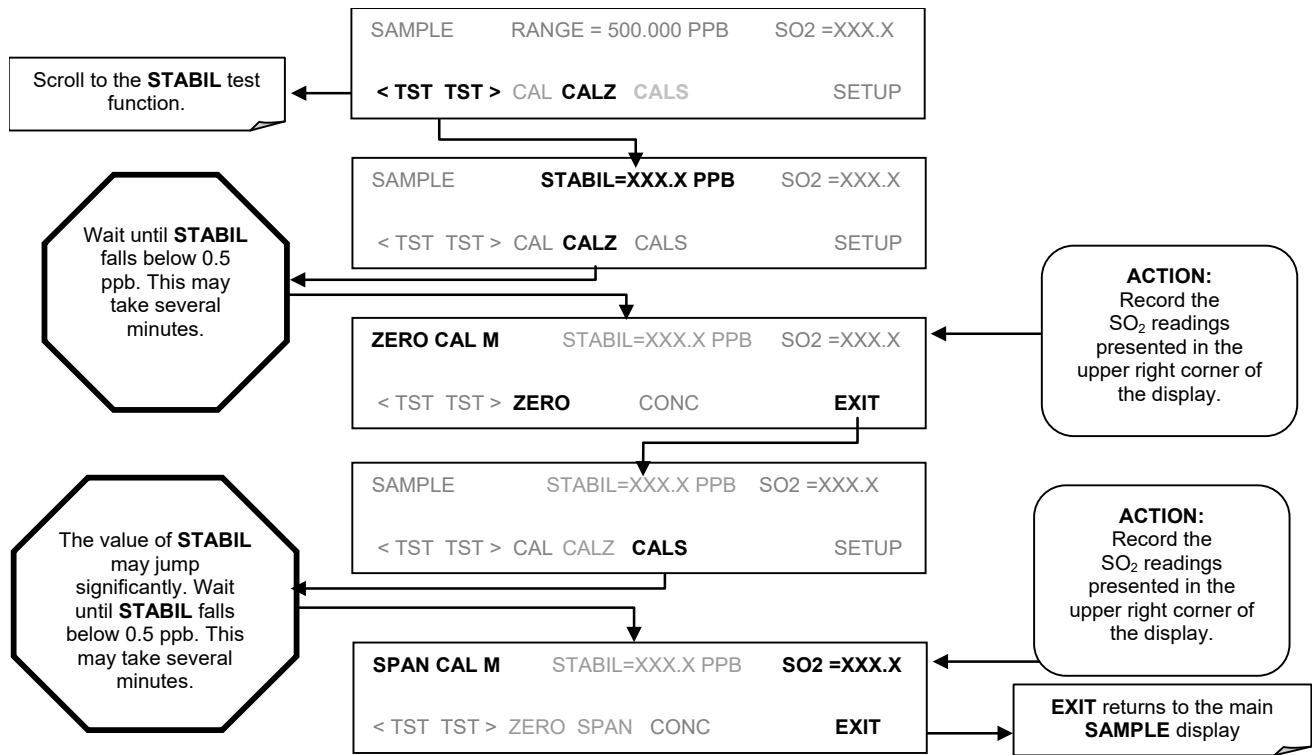 SAMPLE RANGE = 500.000 PPB SO2 =XXX.X
< TST TST > CAL CALZ CALS SETUP
Scroll to the STABIL test
function.
SAMPLE STABIL=XXX.X PPB SO2 =XXX.X
< TST TST > CAL CALZ CALS SETUP
Wait until STABIL
falls below 0.5
ppb. This may
take several
minutes.
ZERO CAL M STABIL=XXX.X PPB SO2 =XXX.X
< TST TST > ZERO CONC EXIT
ACTION:
Record the
SO₂ readings
presented in the
upper right corner of
the display.
SAMPLE STABIL=XXX.X PPB SO2 =XXX.X
< TST TST > CAL CALZ CALS SETUP
The value of STABIL
may jump
significantly. Wait
until STABIL falls
below 0.5 ppb. This
may take several
minutes.
SPAN CAL M STABIL=XXX.X PPB SO2 =XXX.X
< TST TST > ZERO SPAN CONC EXIT
ACTION:
Record the
SO₂ readings
presented in the
upper right corner of
the display.
EXIT returns to the main
SAMPLE display